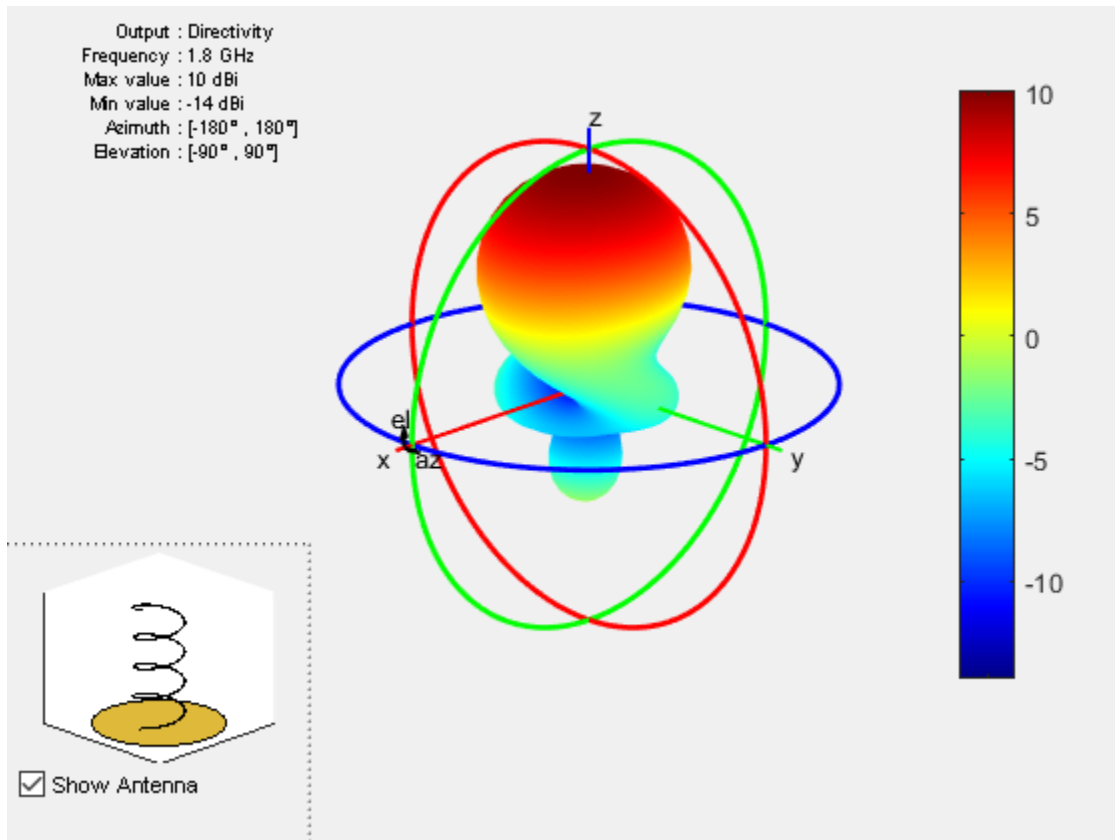 Output : Directivity
Frequency : 1.8 GHz
Max value : 10 dBi
Min value : -14 dBi
Azimuth : [-180° , 180°]
Elevation : [-90° , 90°]
z
10
5
0
-5
-10
el
x
az
y
Show Antenna